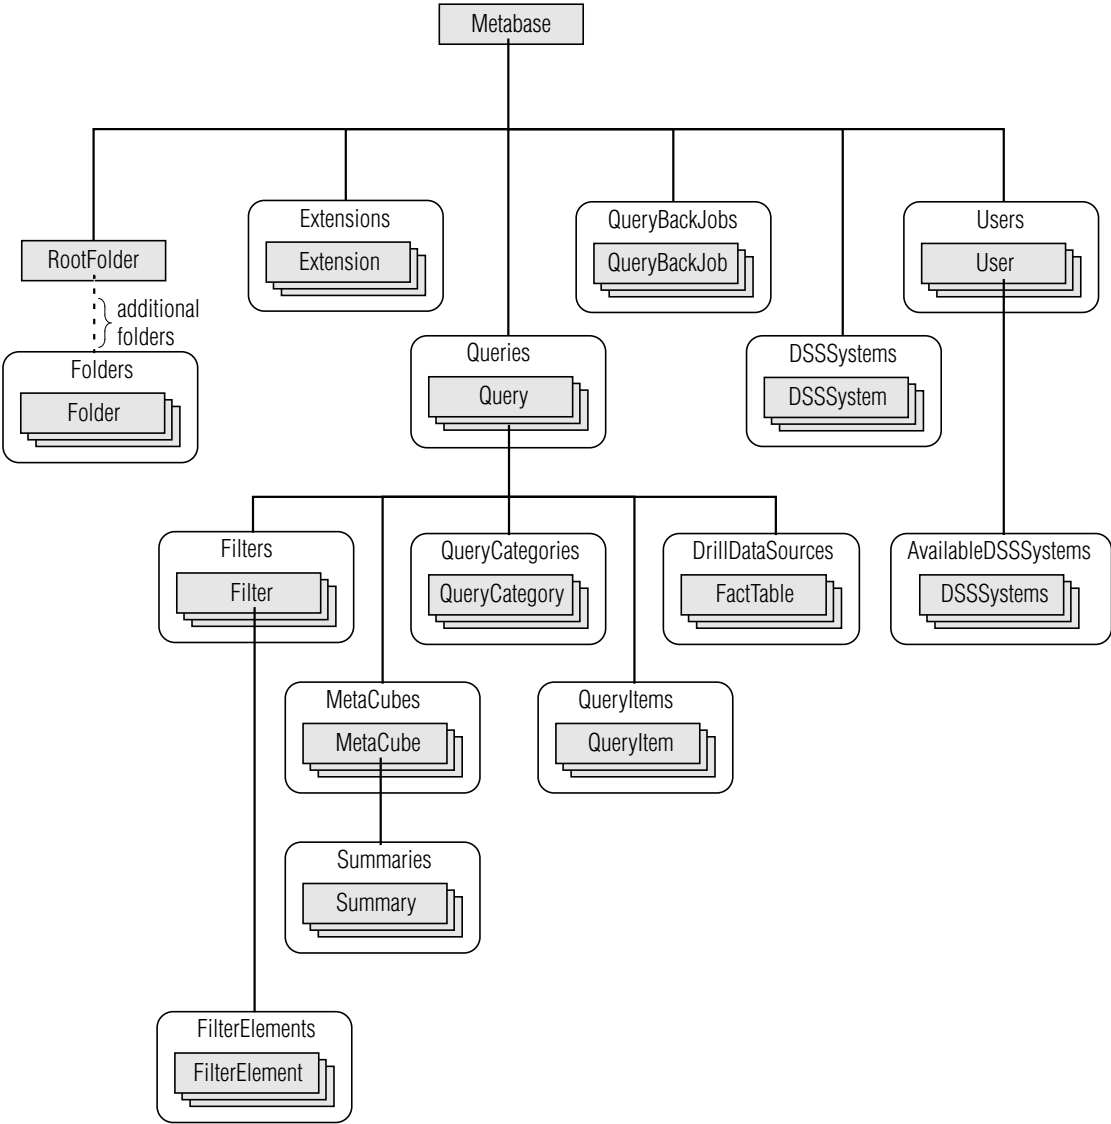 Metabase
Extensions
QueryBackJobs
Users
RootFolder
Extension
QueryBackJob
User
additional
folders
Queries
DSSSystems
Folders
Query
DSSSystem
Folder
Filters
QueryCategories
DrillDataSources
AvailableDSSSystems
Filter
QueryCategory
FactTable
DSSSystems
MetaCubes
QueryItems
MetaCube
QueryItem
Summaries
Summary
FilterElements
FilterElement